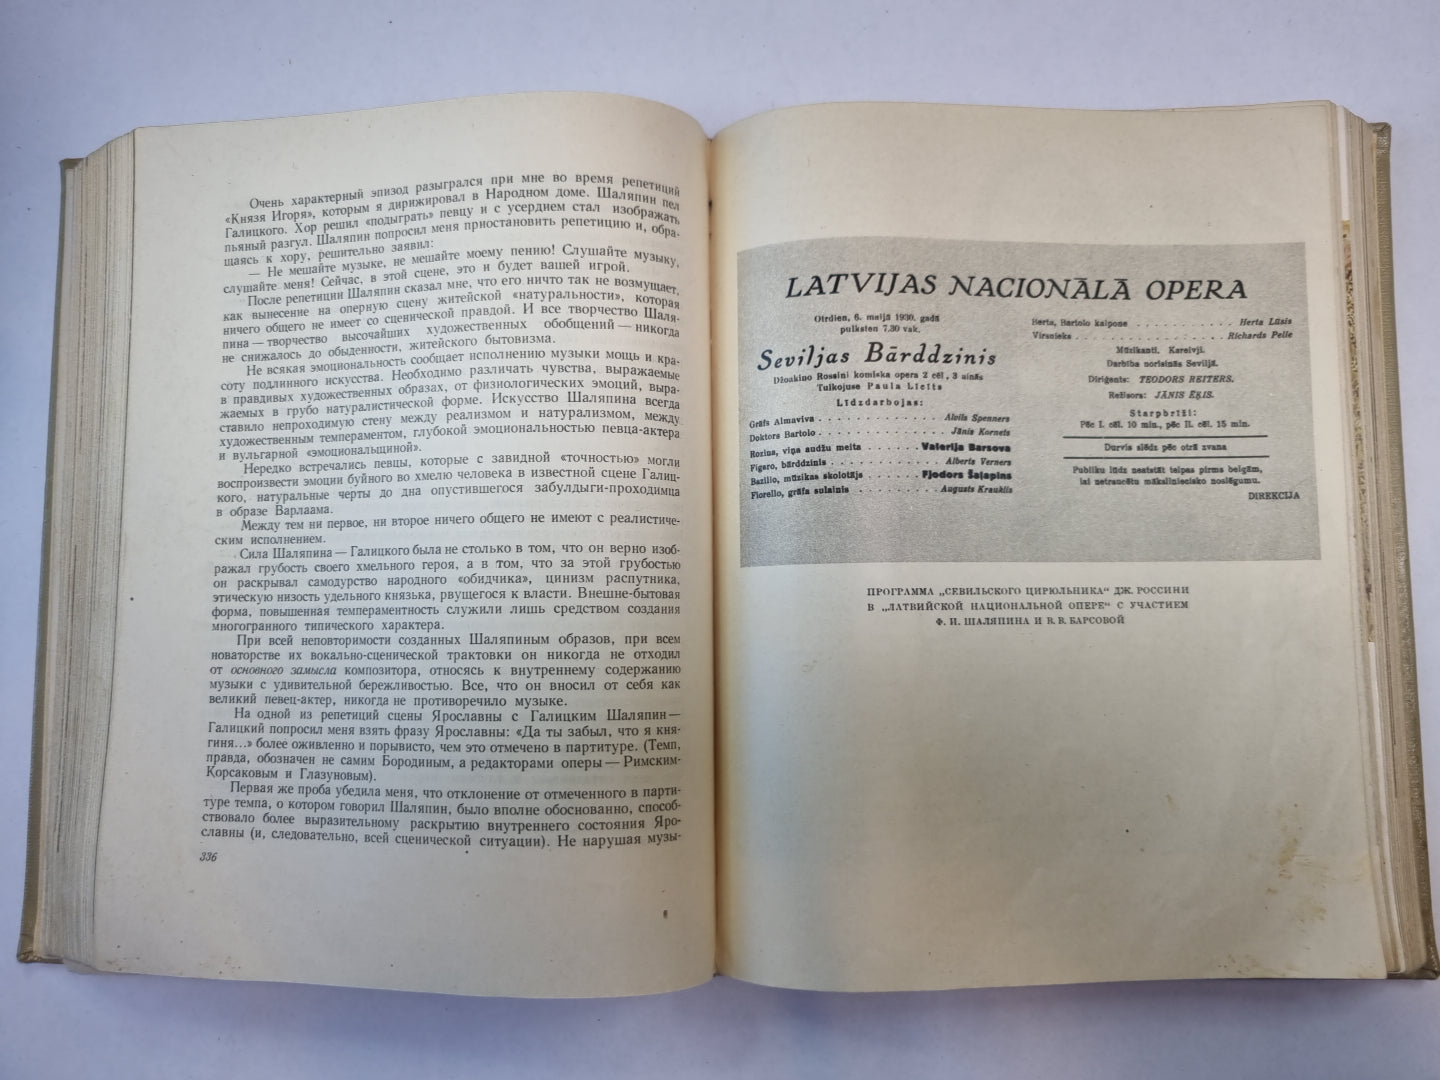 Очень характерный эпизод разыгрался при мне во время репетиций
«Князя Игоря», которым я дирижировал в Народном доме. Шаляпин пел
Галицкого. Хор решил «подыграть» певцу и с усердием стал изображать
пьяный разгул. Шаляпин попросил меня приостановить репетицию и, обра-
щаясь к хору, решительно заявил:
— Не мешайте музыке, не мешайте моему пению! Слушайте музыку,
слушайте меня! Сейчас, в этой сцене, это и будет вашей игрой.
После репетиции Шаляпин сказал мне, что его ничто так не возмущает,
как вынесение на оперную сцену житейской «натуральности», которая
ничего общего не имеет со сценической правдой. И все творчество Шаля-
пина — творчество высочайших художественных обобщений — никогда
не снижалось до обыденности, житейского бытовизма.
Не всякая эмоциональность сообщает исполнению музыки мощь и кра-
соту подлинного искусства. Необходимо различать чувства, выражаемые
в правдивых художественных образах, от физиологических эмоций, выра-
жаемых в грубо натуралистической форме. Искусство Шаляпина всегда
ставило непроходимую стену между реализмом и натурализмом, между
художественным темпераментом, глубокой эмоциональностью певца-актера
и вульгарной «эмоциональщиной».
Нередко встречались певцы, которые с завидной «точностью» могли
воспроизвести эмоции буйного во хмелю человека в известной сцене Галиц-
кого, натуральные черты до дна опустившегося забулдыги-проходимца
в образе Варлаама.
Между тем ни первое, ни второе ничего общего не имеют с реалистиче-
ским исполнением.
Сила Шаляпина — Галицкого была не столько в том, что он верно изоб-
ражал грубость своего хмельного героя, а в том, что за этой грубостью
он раскрывал самодурство народного «обидчика», цинизм распутника,
этическую низость удельного князька, рвущегося к власти. Внешне-бытовая
форма, повышенная темпераментность служили лишь средством создания
многогранного типического характера.
При всей неповторимости созданных Шаляпиным образов, при всем
новаторстве их вокально-сценической трактовки он никогда не отходил
от основного замысла композитора, относясь к внутреннему содержанию
музыки с удивительной бережливостью. Все, что он вносил от себя как
великий певец-актер, никогда не противоречило музыке.
На одной из репетиций сцены Ярославны с Галицким Шаляпин —
Галицкий попросил меня взять фразу Ярославны: «Да ты забыл, что я кня-
гиня...» более оживленно и порывисто, чем это отмечено в партитуре. (Темп,
правда, обозначен не самим Бородиным, а редакторами оперы — Римским-
Корсаковым и Глазуновым).
Первая же проба убедила меня, что отклонение от отмеченного в парти-
туре темпа, о котором говорил Шаляпин, было вполне обоснованно, способ-
ствовало более выразительному раскрытию внутреннего состояния Яро-
славны (и, следовательно, всей сценической ситуации). Не нарушая музы-
336
LATVIJAS NACIONĀLĀ OPERA
Otrdien, 6. maijā 1930. gadā
pulksten 7.30 vak.
Seviljas Bārddzinis
Džoakino Rossini komiska opera 2 cēl., 3 ainās
Tulkojuse Paula Liefta
Līdzdarbojas:
Grāfs Almaviva . . . . . . . . . . . . Alvils Spenners
Doktors Bartolo . . . . . . . . . . . . Jānis Kornets
Rozina, viņa audžu meita . . . . . . Valerija Barsova
Figaro, bārddzinis . . . . . . . . . . Alberts Verners
Bazilio, mūzikas skolotājs . . . . . . Fjodors Šaļapins
Fiorello, grāfa sulainis . . . . . . . Augusts Krauklis
Herta, Bartolo kalpone . . . . . . . . . . Herta Lūsis
Virsnieks . . . . . . . . . . . . . . . . Richards Pelle
Mūzikanti. Kareivji.
Darbība norisinās Seviljā.
Diriģents: TEODORS REITERS.
Režisors: JĀNIS EĶIS.
Starpbrīži:
Pēc I. cēl. 10 min., pēc II. cēl. 15 min.
Durvis slēdz pēc otrā zvana
Publiku lūdz neatstāt telpas pirms beigām,
lai netraucētu māksliniecisko noslēgumu.
DIREKCIJA
ПРОГРАММА „СЕВИЛЬСКОГО ЦИРЮЛЬНИКА“ ДЖ. РОССИНИ
В „ЛАТВИЙСКОЙ НАЦИОНАЛЬНОЙ ОПЕРЕ“ С УЧАСТИЕМ
Ф. И. ШАЛЯПИНА И В. В. БАРСОВОЙ